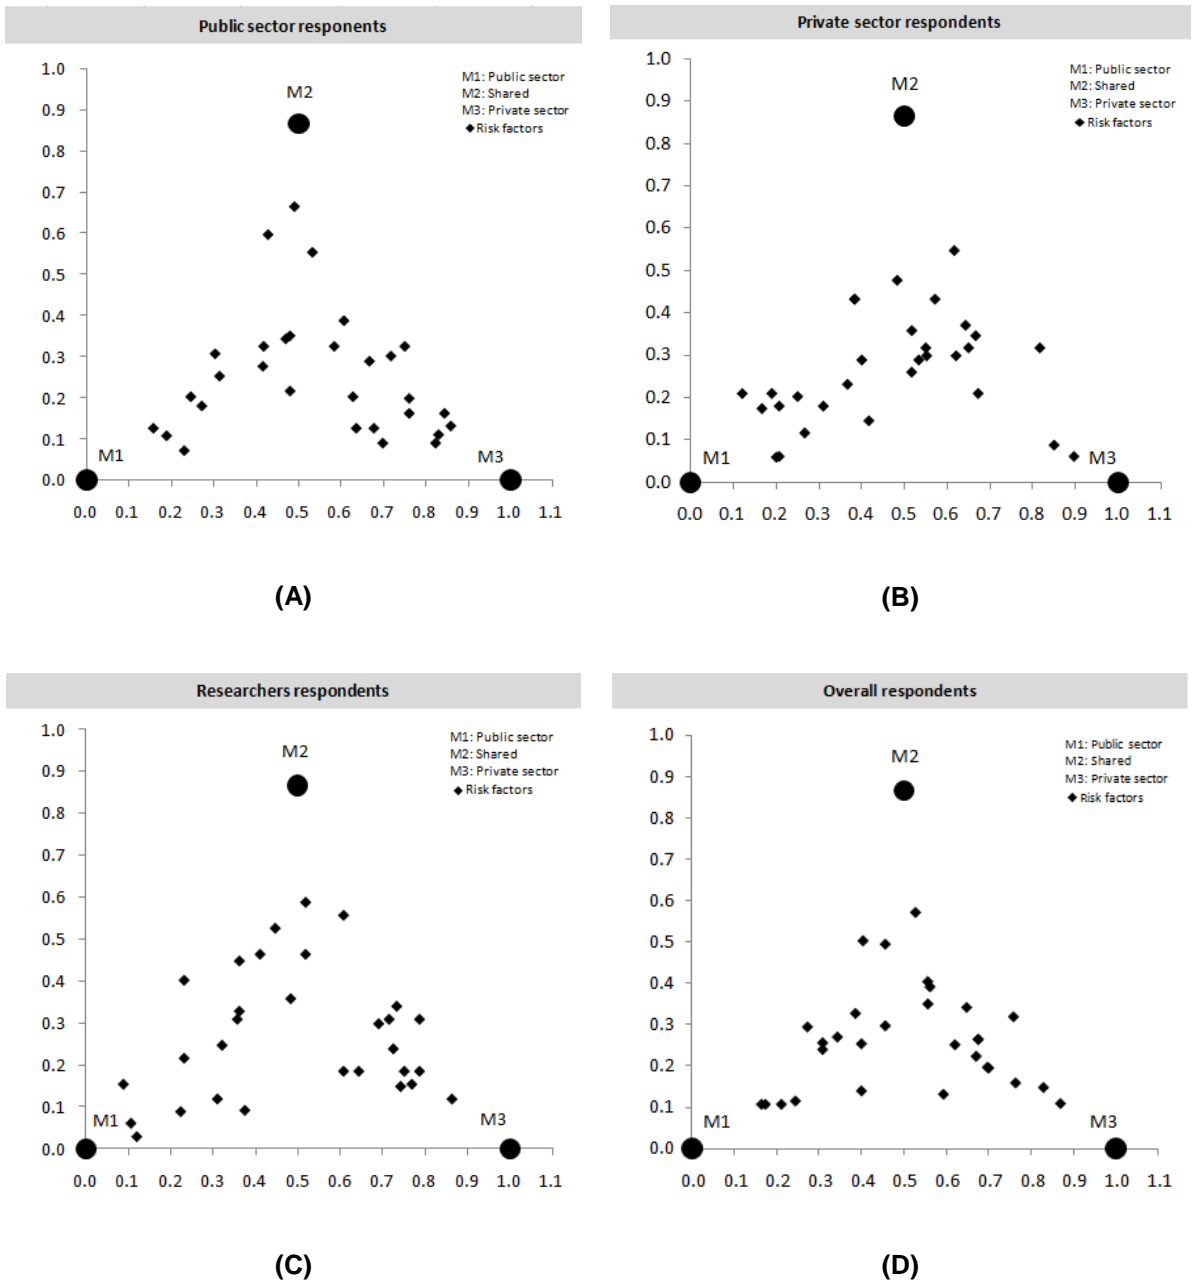 Public sector responents
M1: Public sector
M2: Shared
M3: Private sector
Risk factors
1.0
0.9
0.8
0.7
0.6
0.5
0.4
0.3
0.2
0.1
0.0
M2
M1
M3
0.0 0.1 0.2 0.3 0.4 0.5 0.6 0.7 0.8 0.9 1.0 1.1
(A)
Private sector respondents
M1: Public sector
M2: Shared
M3: Private sector
Risk factors
1.0
0.9
0.8
0.7
0.6
0.5
0.4
0.3
0.2
0.1
0.0
M2
M1
M3
0.0 0.1 0.2 0.3 0.4 0.5 0.6 0.7 0.8 0.9 1.0 1.1
(B)
Researchers respondents
M1: Public sector
M2: Shared
M3: Private sector
Risk factors
1.0
0.9
0.8
0.7
0.6
0.5
0.4
0.3
0.2
0.1
0.0
M2
M1
M3
0.0 0.1 0.2 0.3 0.4 0.5 0.6 0.7 0.8 0.9 1.0 1.1
(C)
Overall respondents
M1: Public sector
M2: Shared
M3: Private sector
Risk factors
1.0
0.9
0.8
0.7
0.6
0.5
0.4
0.3
0.2
0.1
0.0
M2
M1
M3
0.0 0.1 0.2 0.3 0.4 0.5 0.6 0.7 0.8 0.9 1.0 1.1
(D)